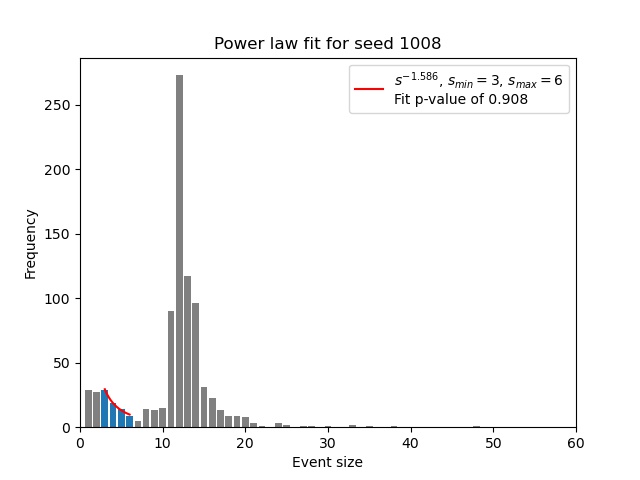 Power law fit for seed 1008
s^{-1.586}, s_{min} = 3, s_{max} = 6
Fit p-value of 0.908
Frequency
250
200
150
100
50
0
0 10 20 30 40 50 60
Event size